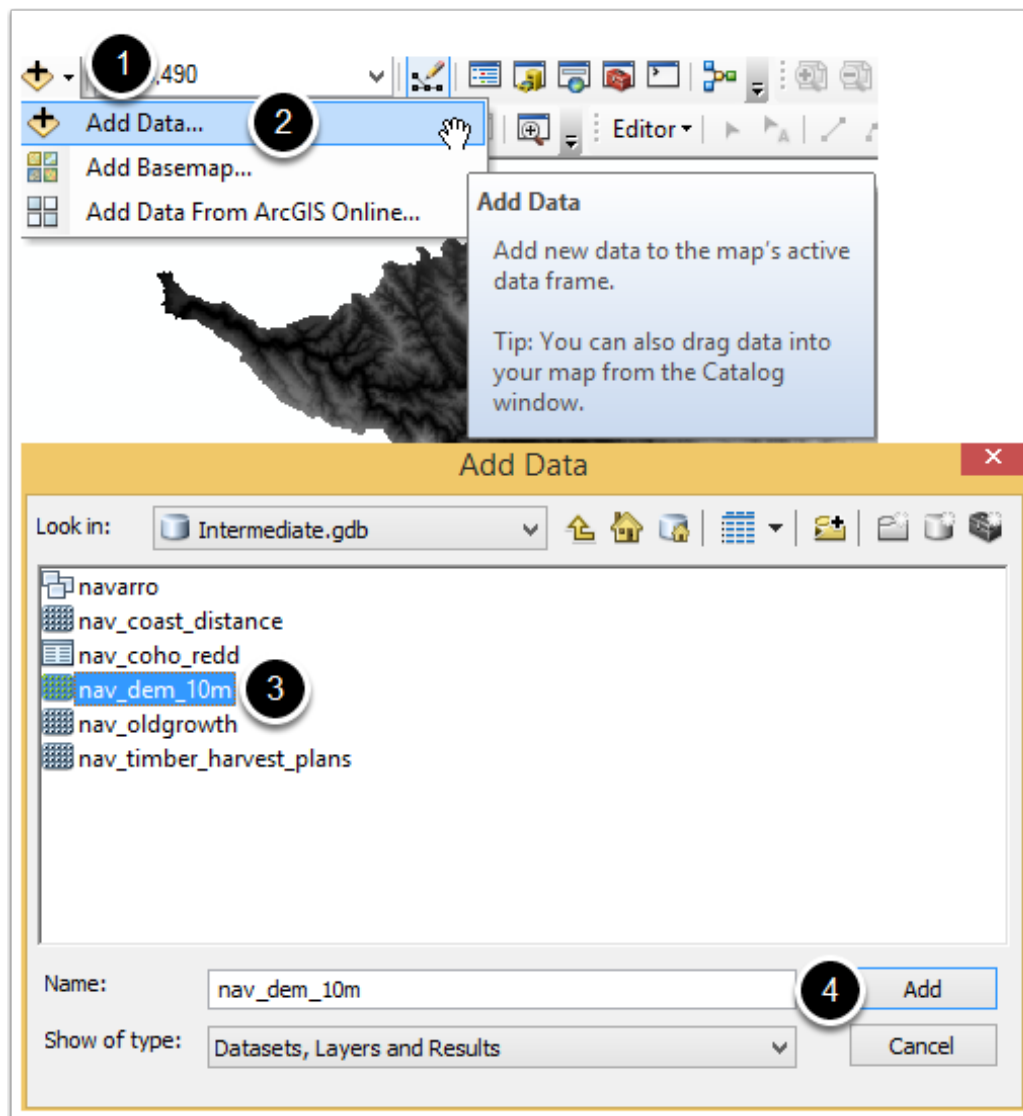 1
,490
Add Data...
2
Editor
Add Basemap...
Add Data From ArcGIS Online...
Add Data
Add new data to the map's active
data frame.
Tip: You can also drag data into
your map from the Catalog
window.
Add Data
Look in:
Intermediate.gdb
navarro
nav_coast_distance
nav_coho_redd
nav_dem_10m
3
nav_oldgrowth
nav_timber_harvest_plans
Name:
nav_dem_10m
4
Add
Show of type:
Datasets, Layers and Results
Cancel